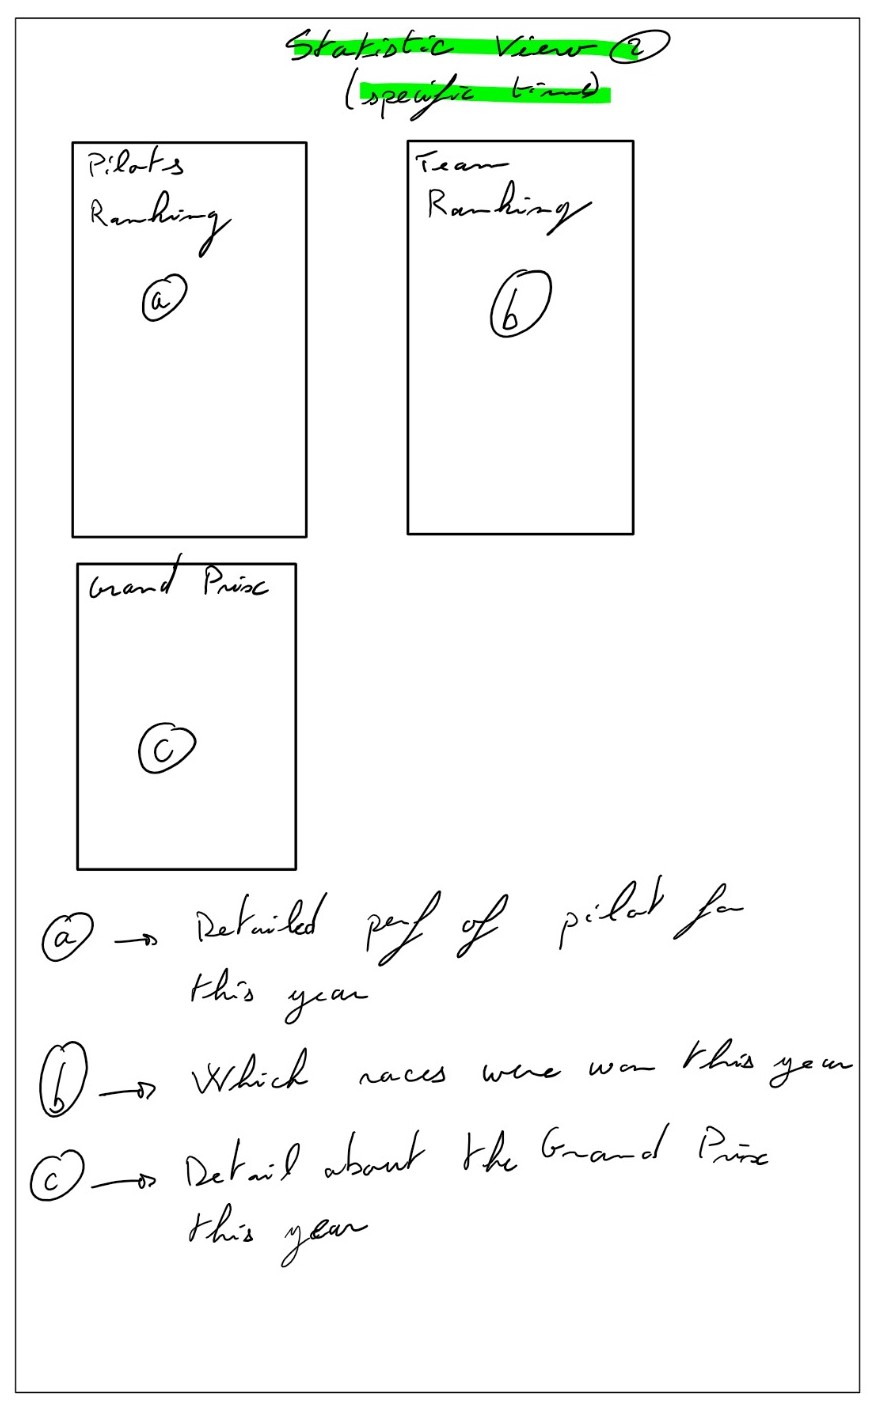 Statistic View 2
(specific time)
Pilots
Ranking
a
Team
Ranking
b
Grand Prix
c
a → Detailed perf of pilot for
this year
b → Which races were won this year
c → Detail about the Grand Prix
this year